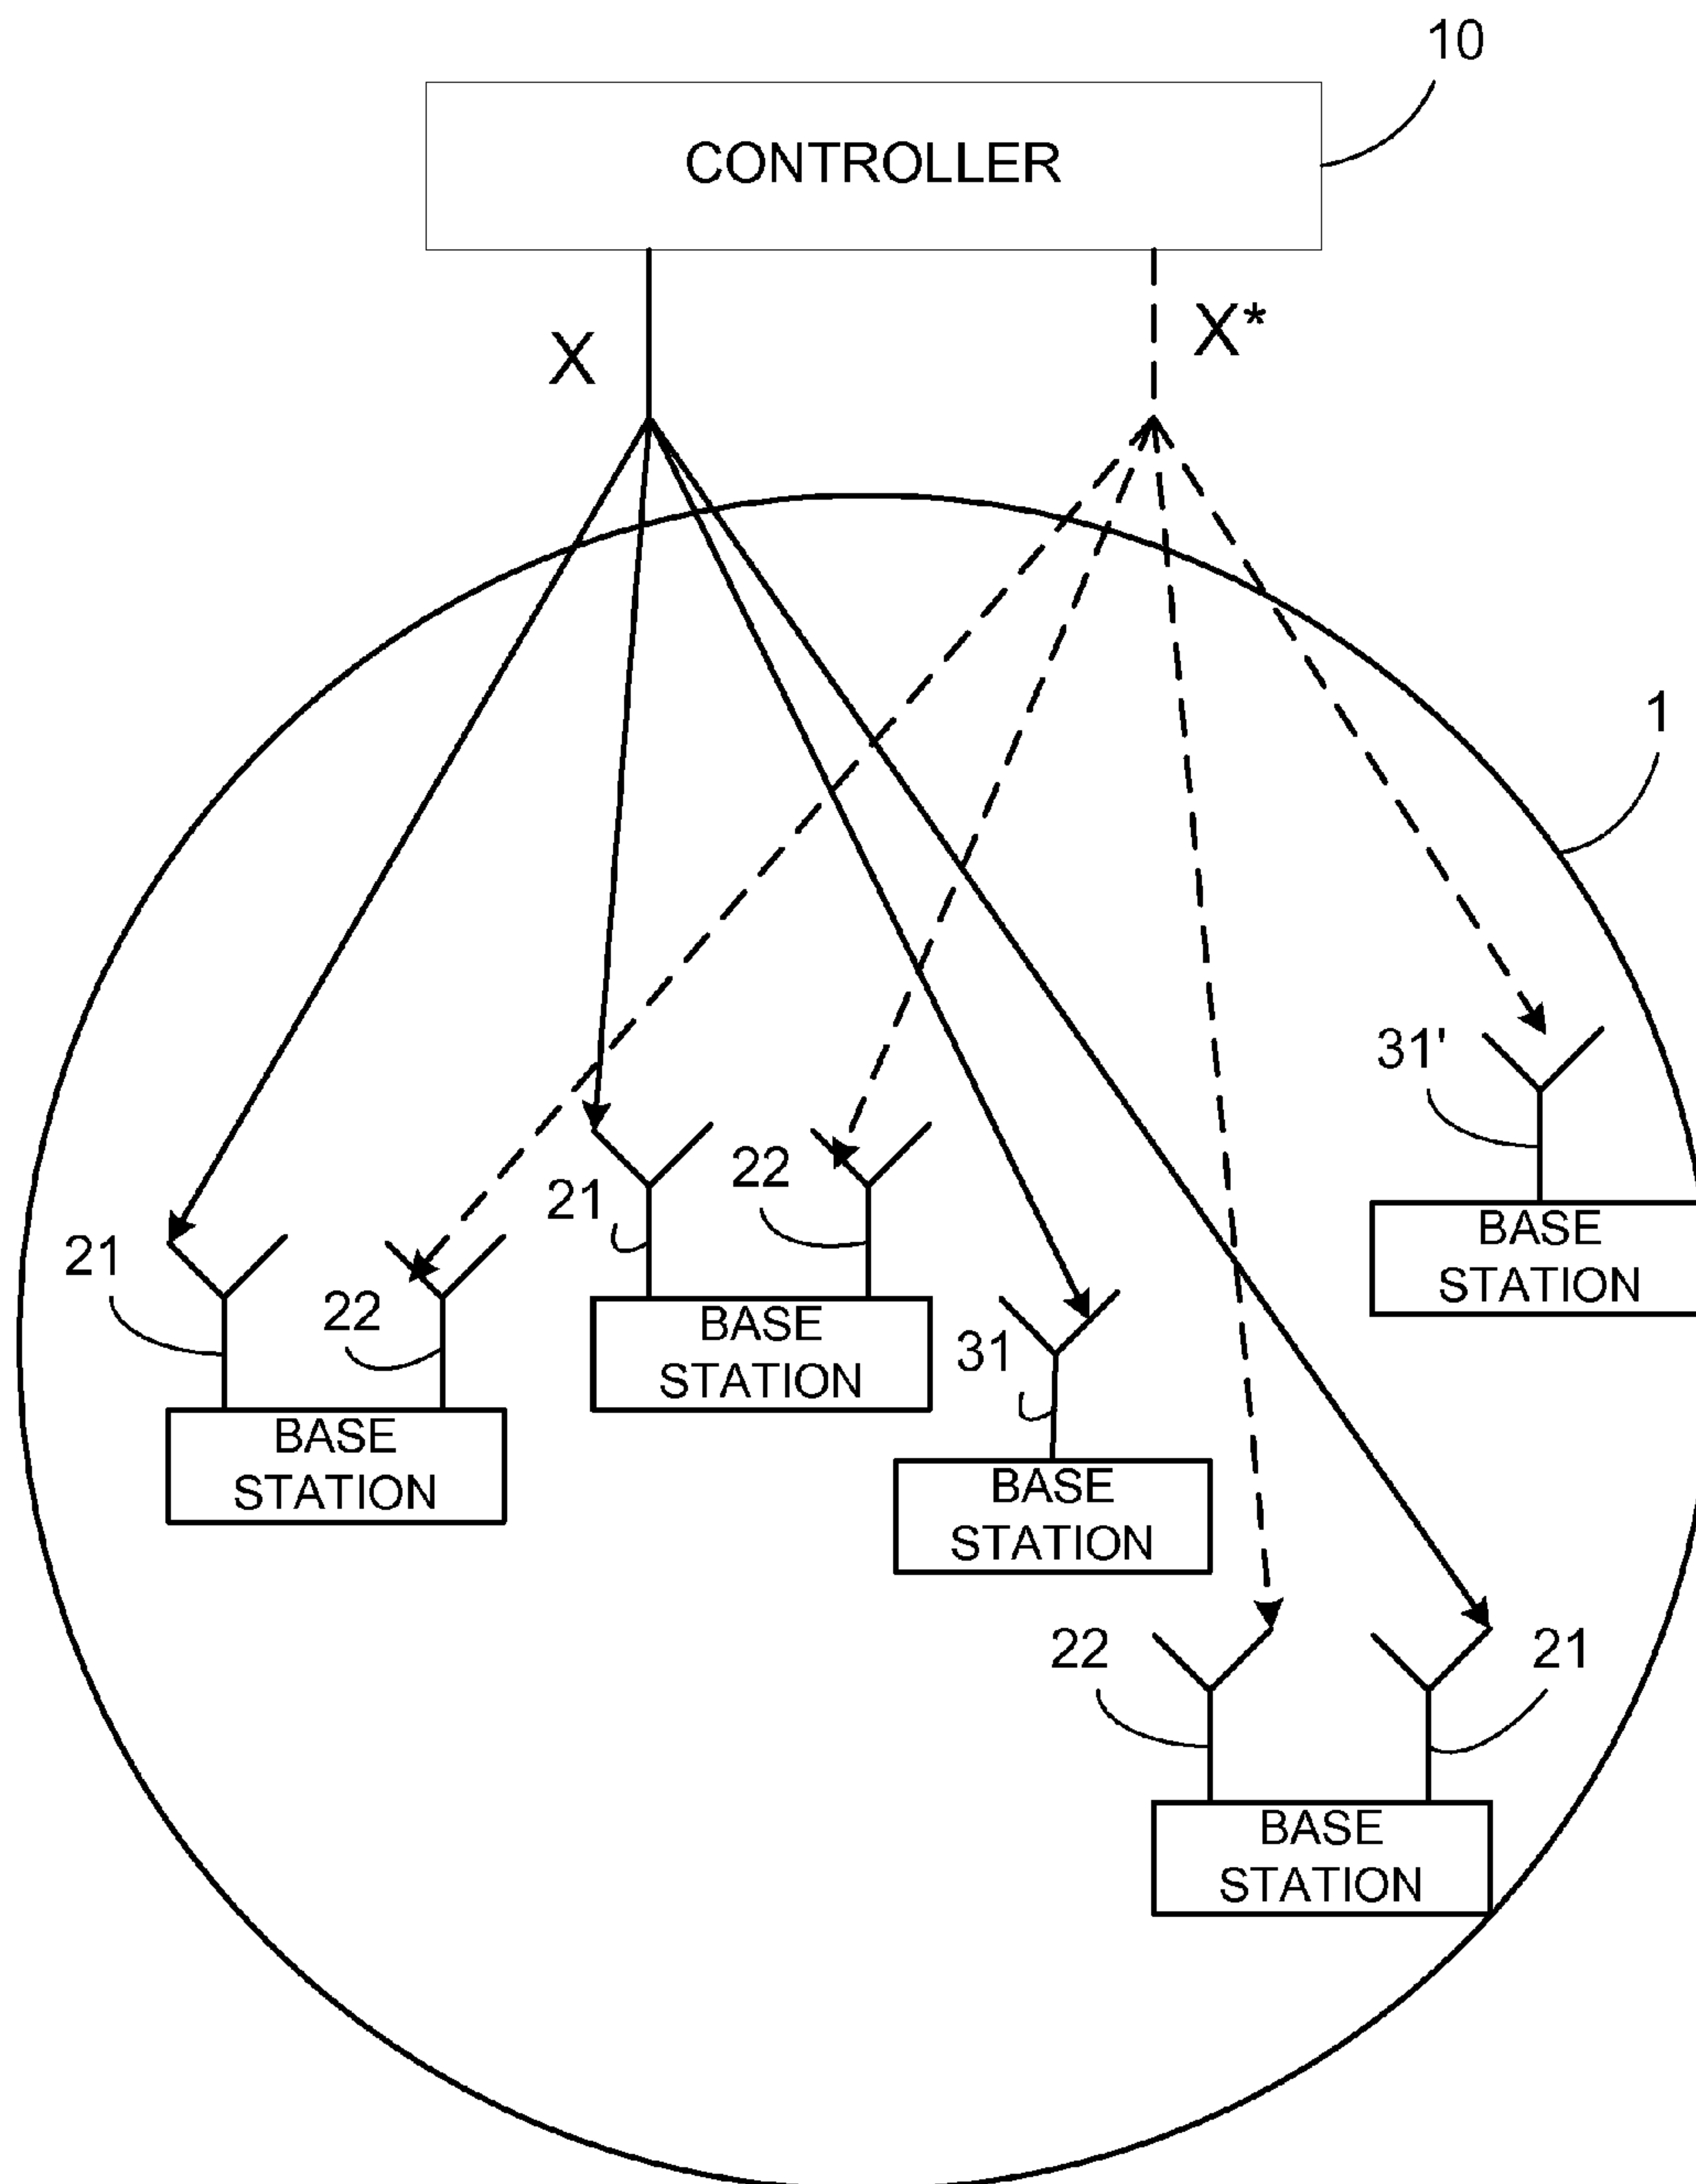 10
CONTROLLER
X
X*
1
31'
21
22
21
22
BASE
STATION
BASE
STATION
31
BASE
STATION
BASE
STATION
22
21
BASE
STATION